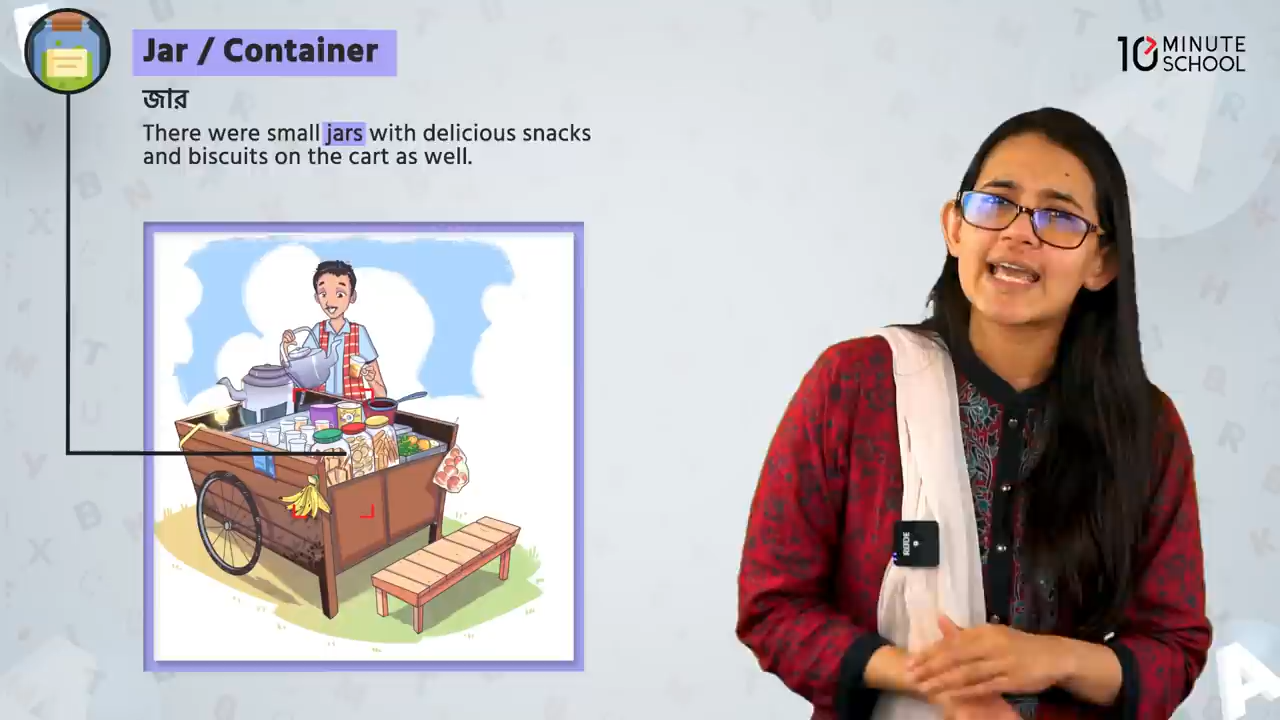 Jar / Container
জার
There were small jars with delicious snacks
and biscuits on the cart as well.
10 MINUTE
SCHOOL
RØDE